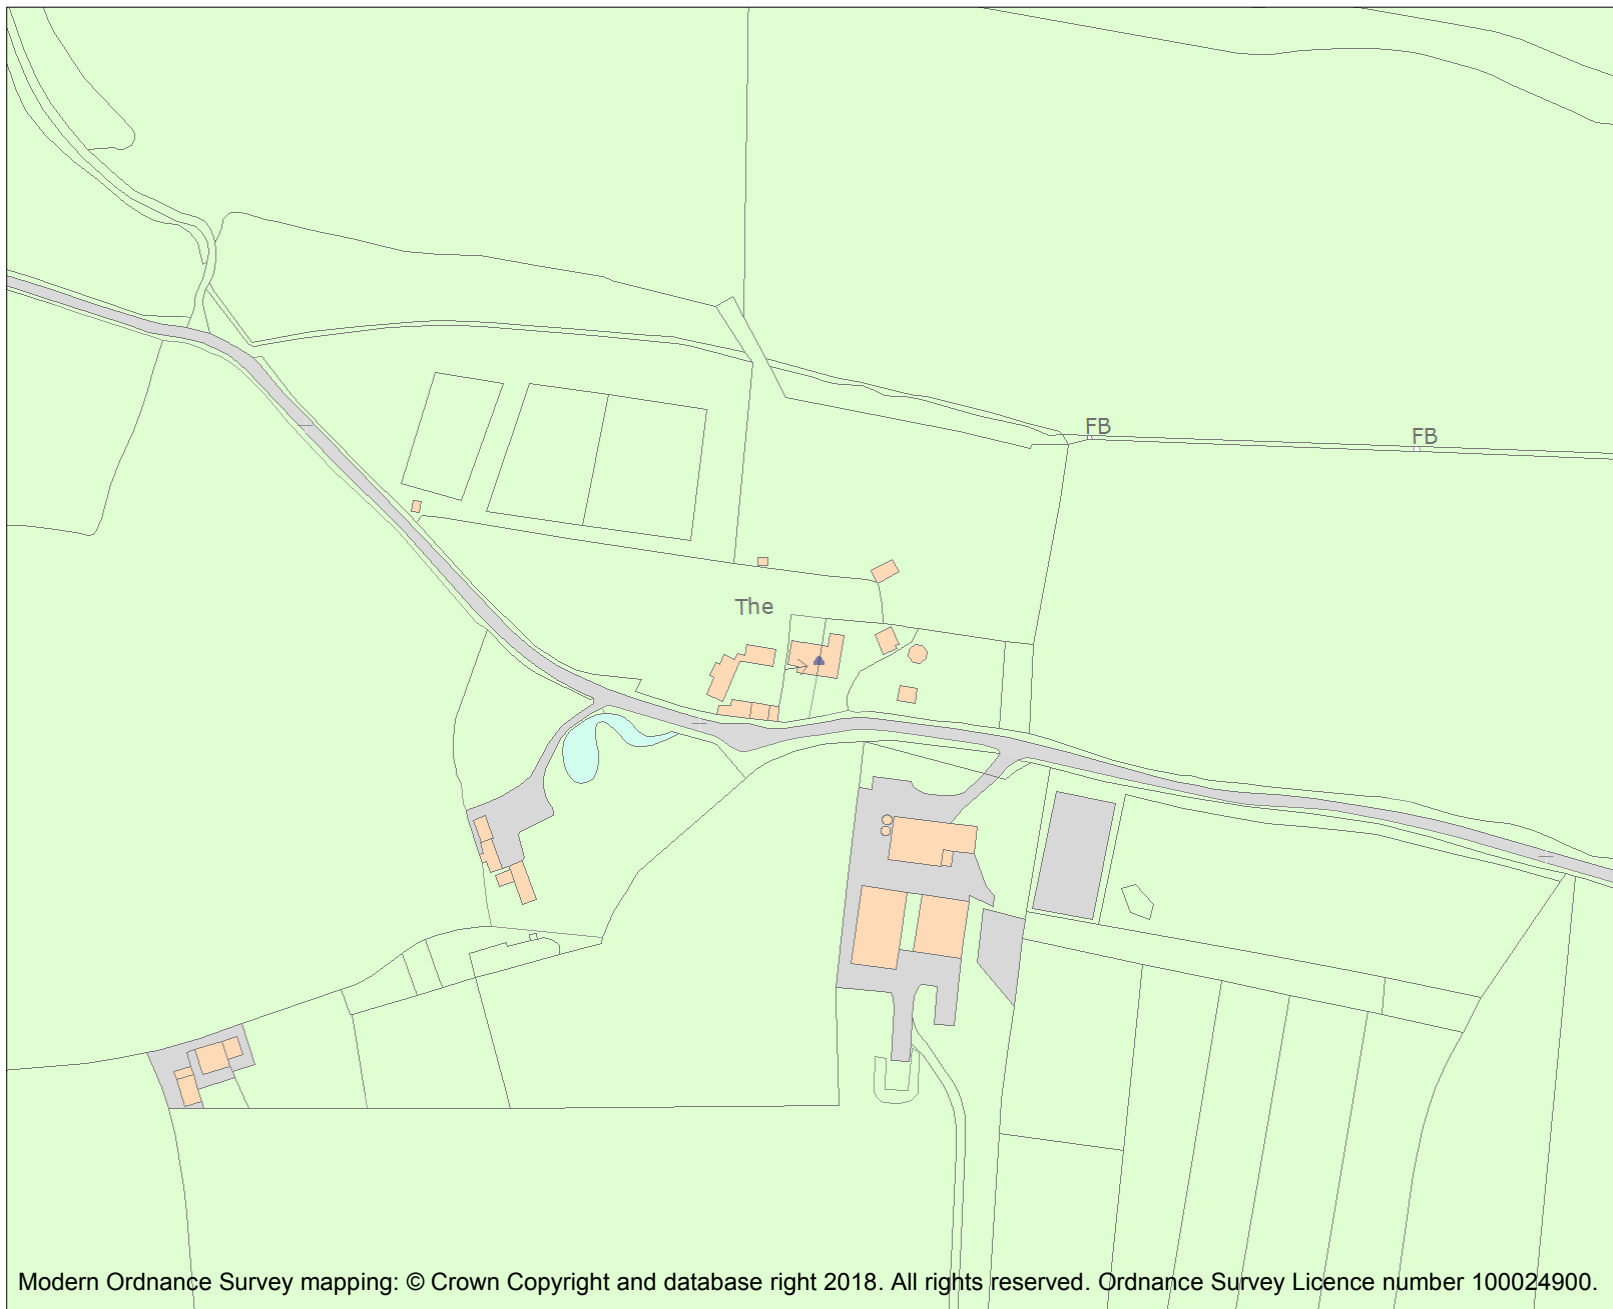 FB
FB
The
Modern Ordnance Survey mapping: © Crown Copyright and database right 2018. All rights reserved. Ordnance Survey Licence number 100024900.